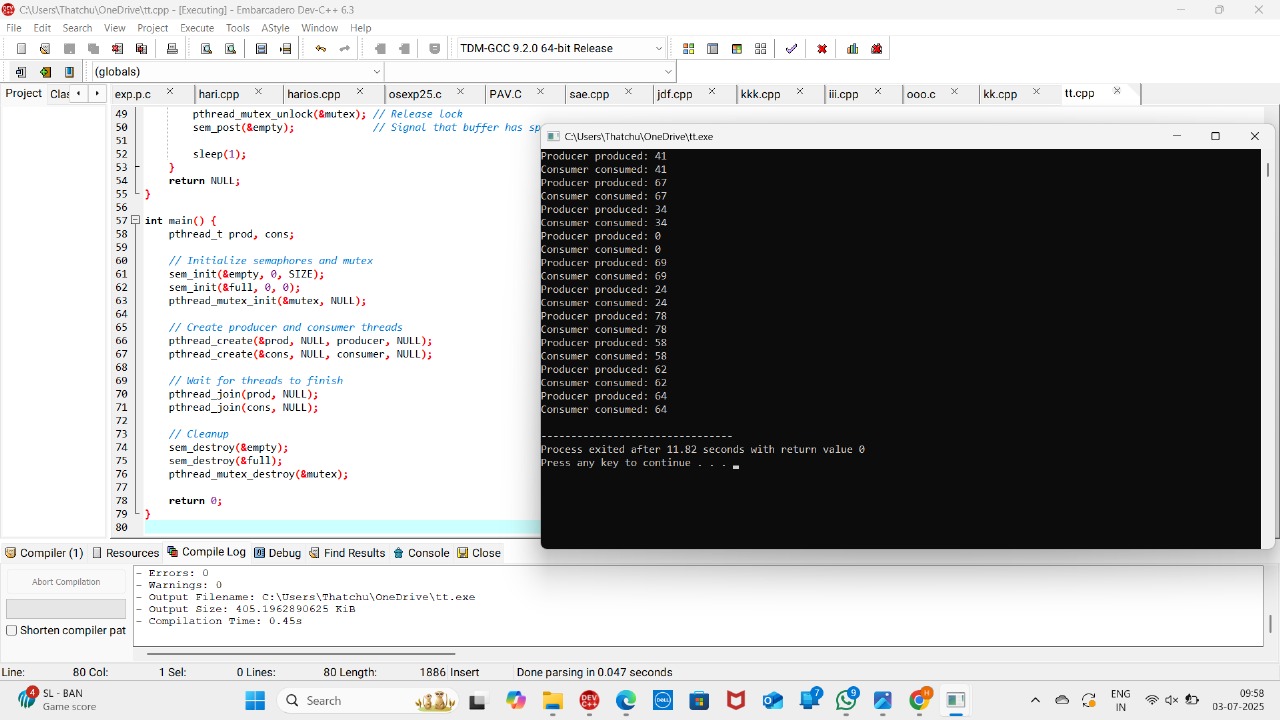 C:\Users\Thatchu\OneDrive\tt.cpp - [Executing] - Embarcadero Dev-C++ 6.3
File Edit Search View Project Execute Tools AStyle Window Help
TDM-GCC 9.2.0 64-bit Release
(globals)
Project Clas exp.p.c hari.cpp harios.cpp osexp25.c PAV.C sae.cpp jdf.cpp kkk.cpp iii.cpp ooo.c kk.cpp tt.cpp
49 pthread_mutex_unlock(&mutex); // Release lock
50 sem_post(&empty); // Signal that buffer has sp
51
52 sleep(1);
53 }
54 return NULL;
55 }
56
57 int main() {
58 pthread_t prod, cons;
59
60 // Initialize semaphores and mutex
61 sem_init(&empty, 0, SIZE);
62 sem_init(&full, 0, 0);
63 pthread_mutex_init(&mutex, NULL);
64
65 // Create producer and consumer threads
66 pthread_create(&prod, NULL, producer, NULL);
67 pthread_create(&cons, NULL, consumer, NULL);
68
69 // Wait for threads to finish
70 pthread_join(prod, NULL);
71 pthread_join(cons, NULL);
72
73 // Cleanup
74 sem_destroy(&empty);
75 sem_destroy(&full);
76 pthread_mutex_destroy(&mutex);
77
78 return 0;
79 }
80
C:\Users\Thatchu\OneDrive\tt.exe
Producer produced: 41
Consumer consumed: 41
Producer produced: 67
Consumer consumed: 67
Producer produced: 34
Consumer consumed: 34
Producer produced: 0
Consumer consumed: 0
Producer produced: 69
Consumer consumed: 69
Producer produced: 24
Consumer consumed: 24
Producer produced: 78
Consumer consumed: 78
Producer produced: 58
Consumer consumed: 58
Producer produced: 62
Consumer consumed: 62
Producer produced: 64
Consumer consumed: 64
--------------------------------
Process exited after 11.82 seconds with return value 0
Press any key to continue . . .
Compiler (1) Resources Compile Log Debug Find Results Console Close
Abort Compilation
Shorten compiler pat
- Errors: 0
- Warnings: 0
- Output Filename: C:\Users\Thatchu\OneDrive\tt.exe
- Output Size: 405.1962890625 KiB
- Compilation Time: 0.45s
Line: 80 Col: 1 Sel: 0 Lines: 80 Length: 1886 Insert Done parsing in 0.047 seconds
4
SL - BAN
Game score
Search
DEV C++
DELL
7
9
H
ENG
IN
09:58
03-07-2025